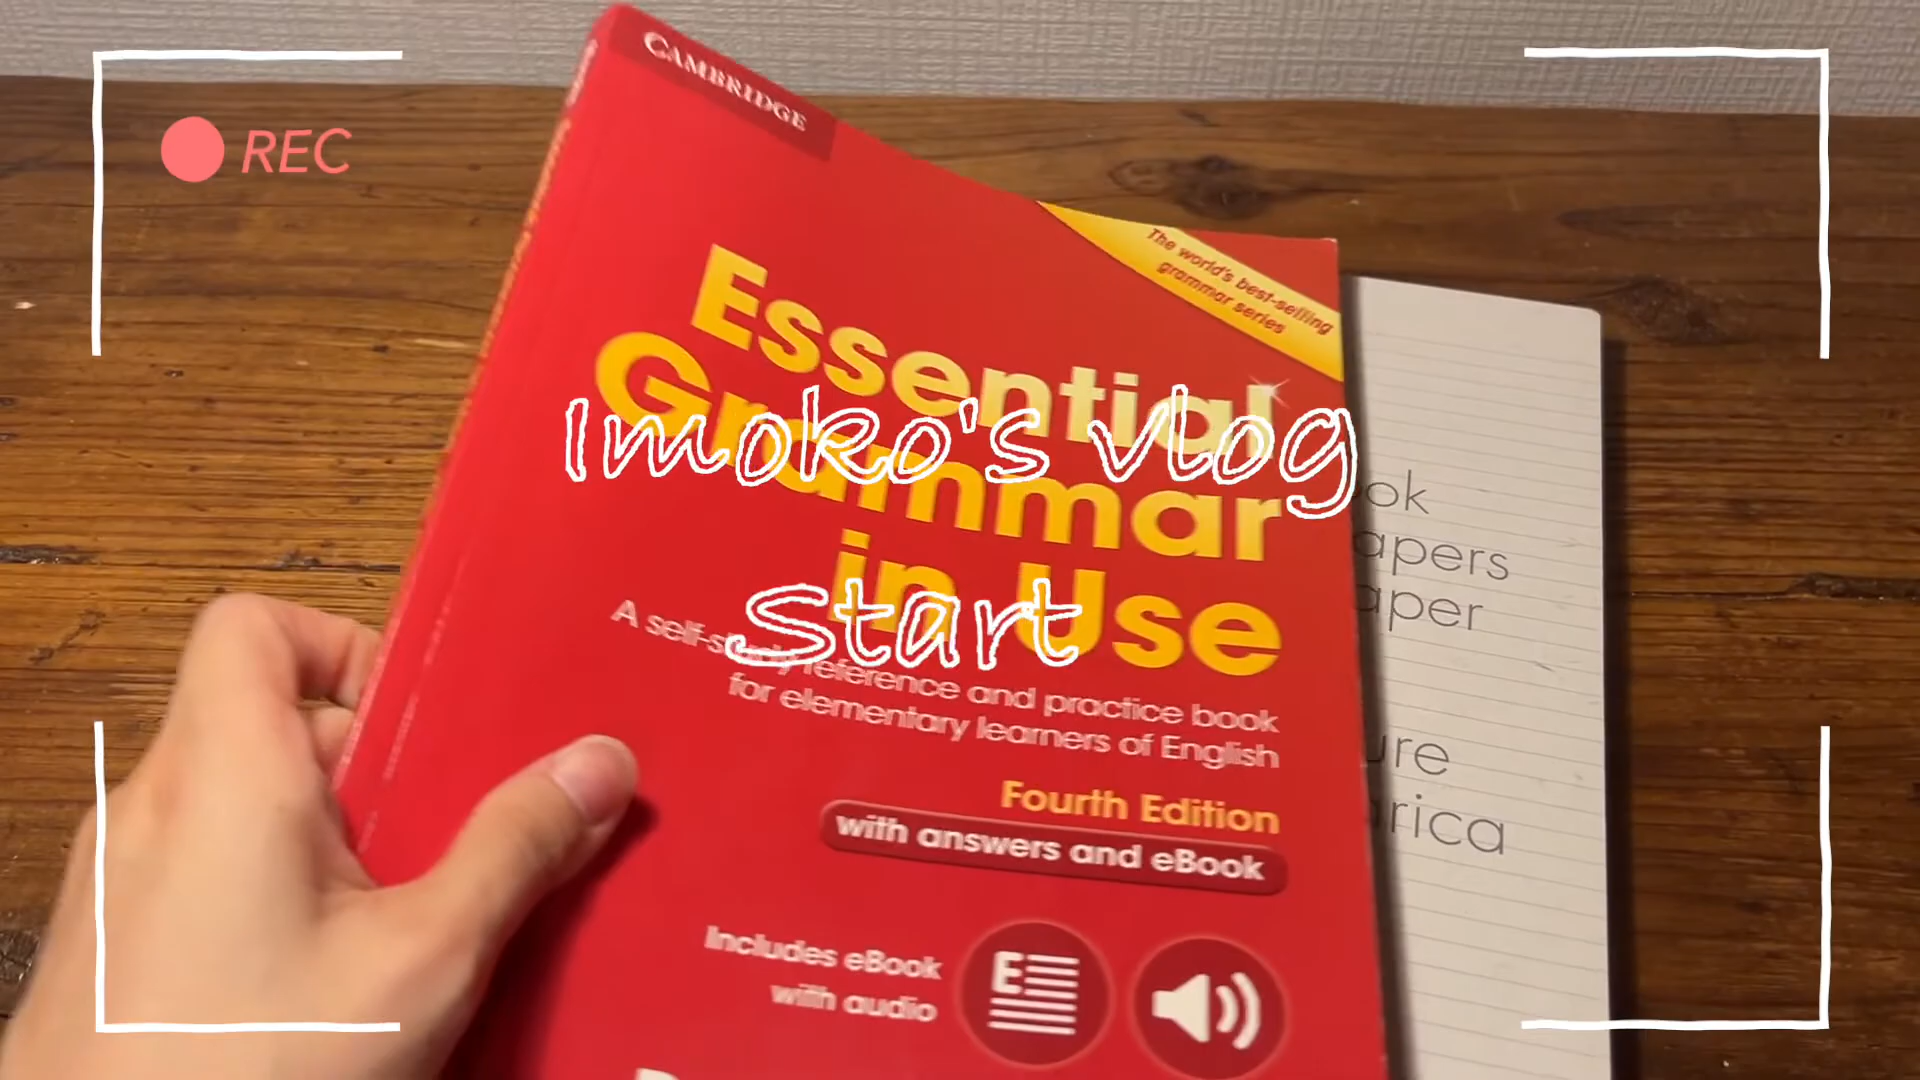 REC
CAMBRIDGE
The world's best-selling
grammar series
Essential
Grammar
in Use
Imoko's vlog
Start
A self-study reference and practice book
for elementary learners of English
Fourth Edition
with answers and eBook
Includes eBook
with audio
E
ok
apers
aper
ure
rica